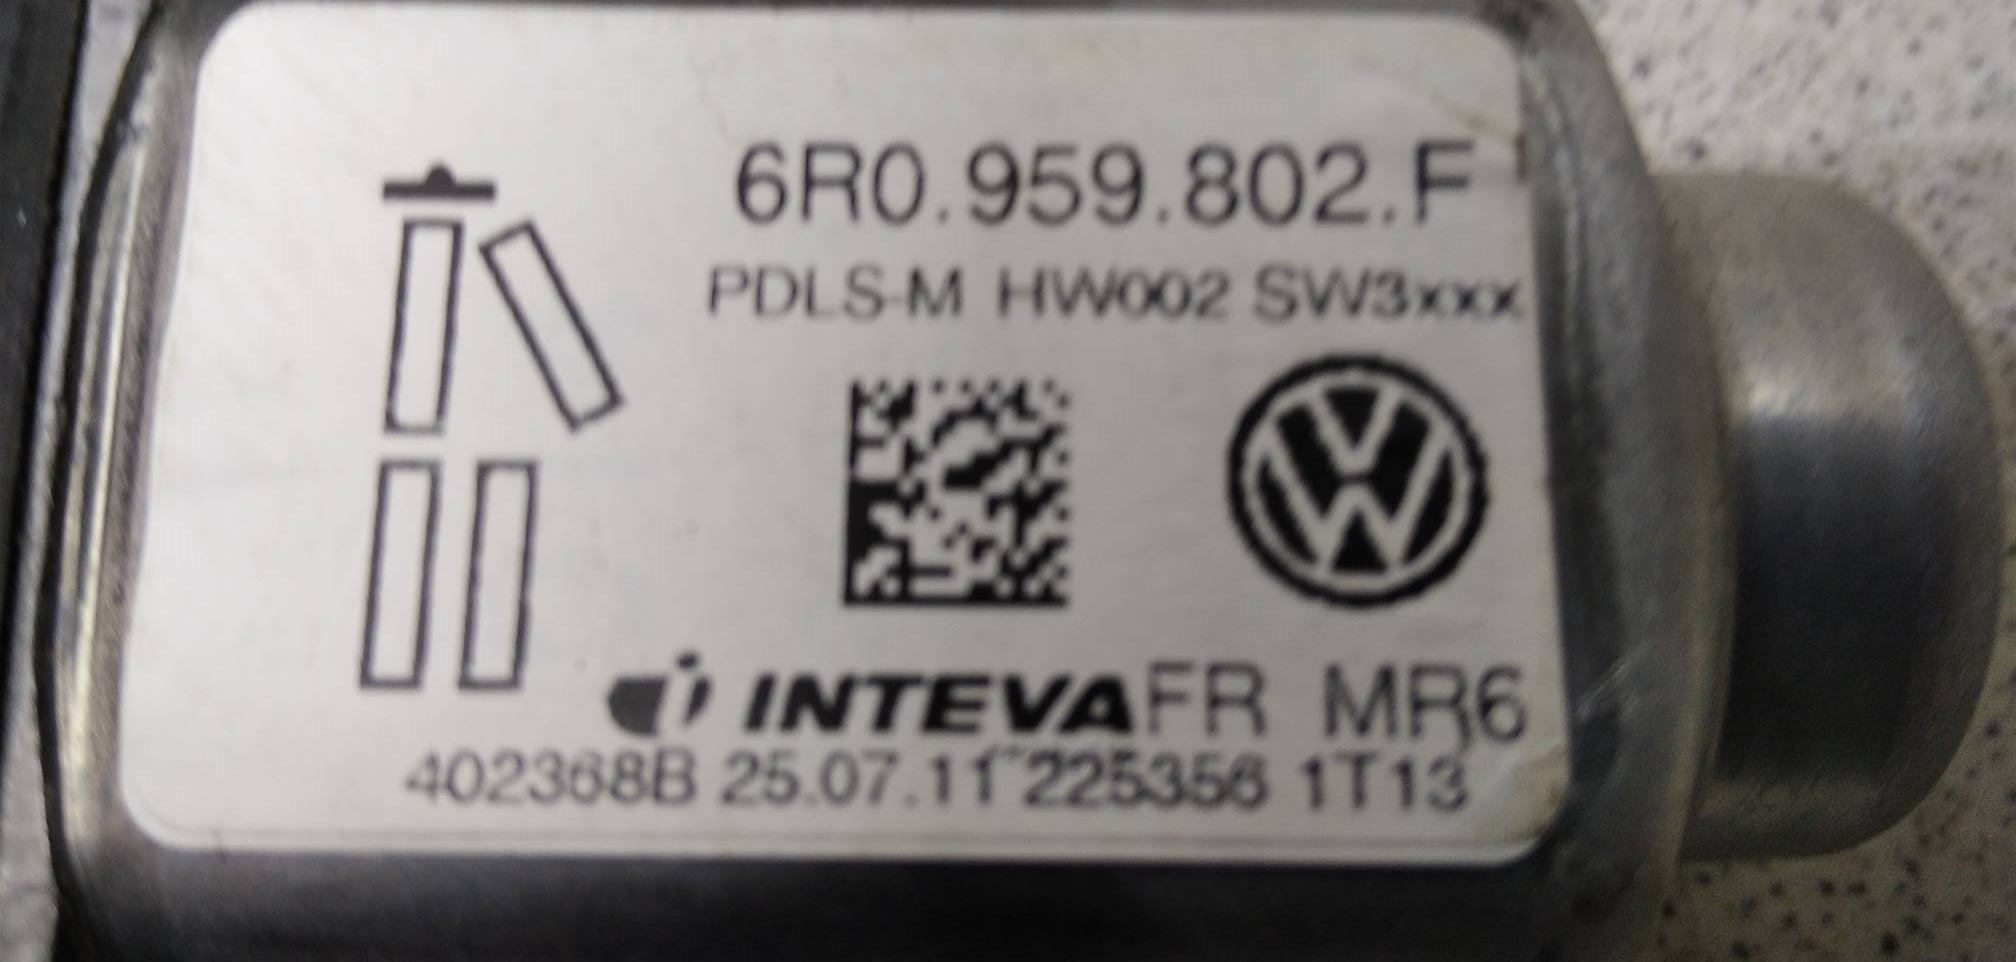 6R0.959.802.F
PDLS-M HW002 SW3xxx
INTEVA FR MR6
402368B 25.07.11 225356 1T13